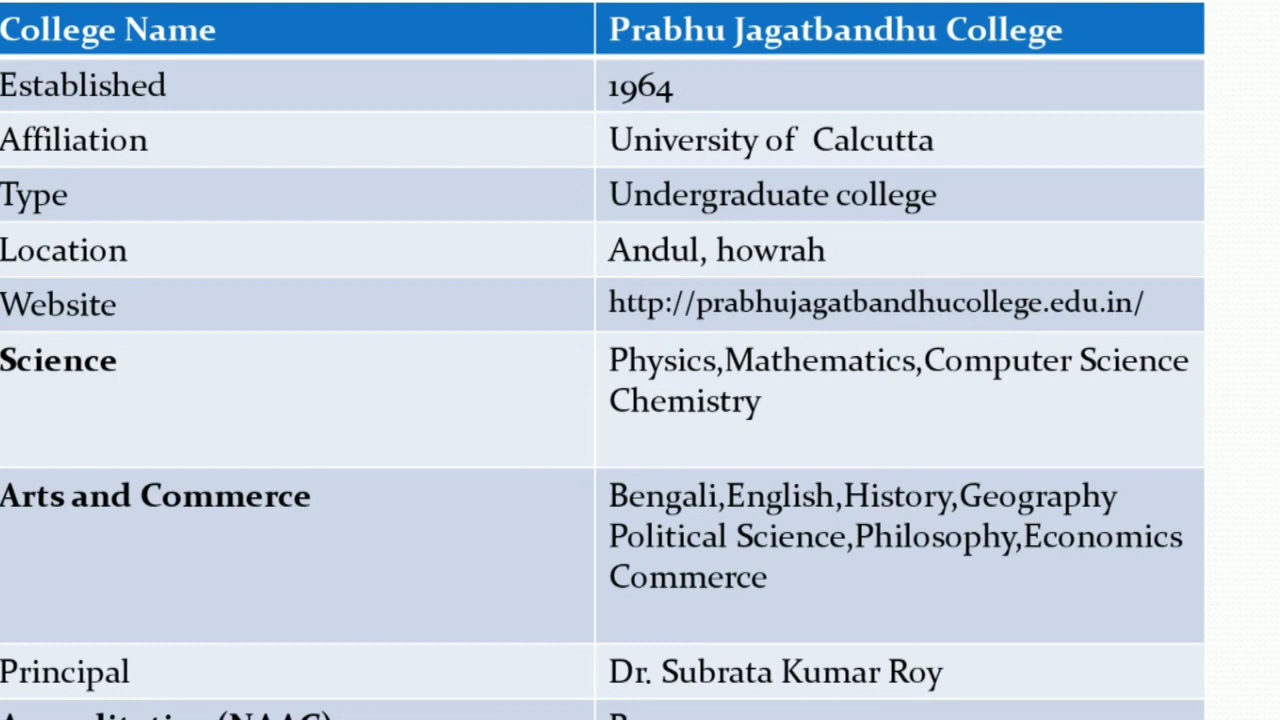 College Name Prabhu Jagatbandhu College
Established 1964
Affiliation University of Calcutta
Type Undergraduate college
Location Andul, howrah
Website http://prabhujagatbandhucollege.edu.in/
Science Physics,Mathematics,Computer Science
Chemistry
Arts and Commerce Bengali,English,History,Geography
Political Science,Philosophy,Economics
Commerce
Principal Dr. Subrata Kumar Roy